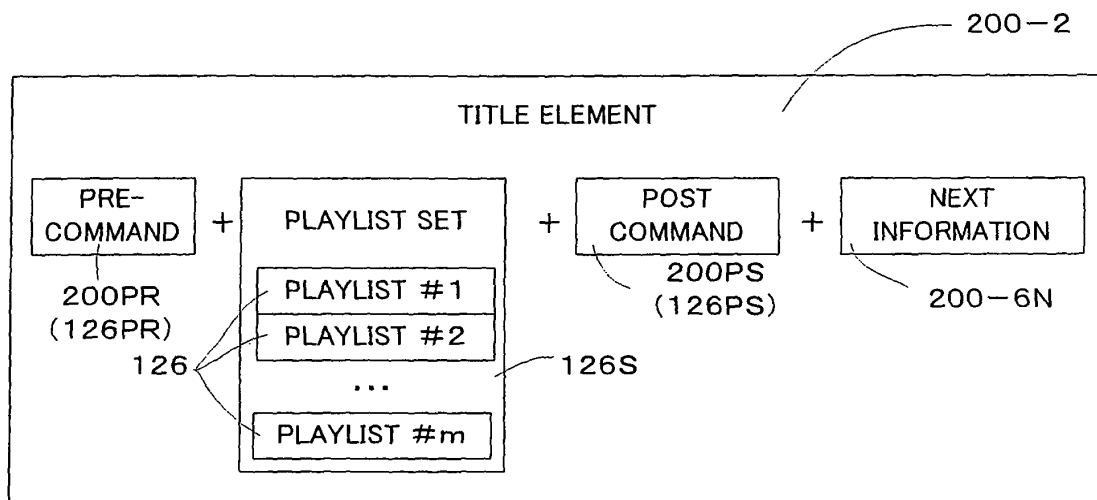 200-2
TITLE ELEMENT
PRE-
COMMAND
+
PLAYLIST SET
+
POST
COMMAND
+
NEXT
INFORMATION
200PR
(126PR)
200PS
(126PS)
200-6N
PLAYLIST #1
PLAYLIST #2
126
126S
...
PLAYLIST #m